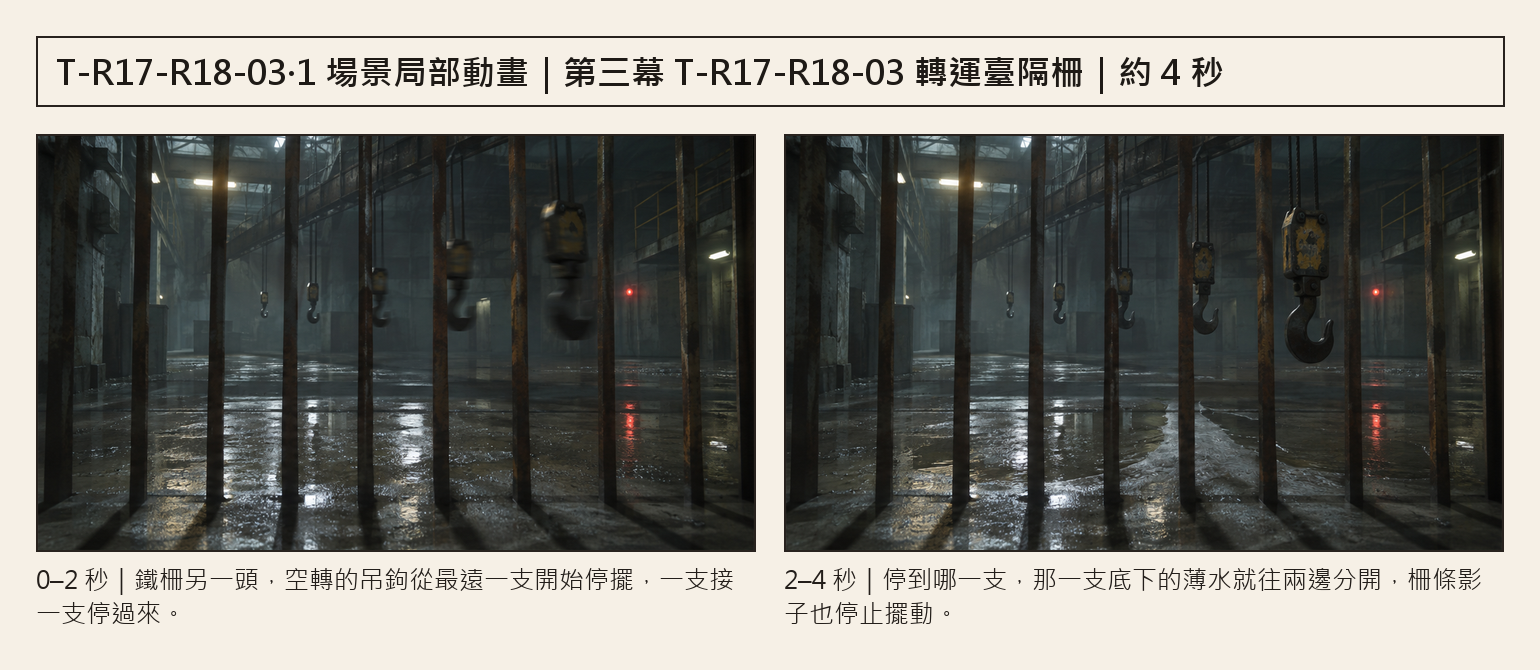 T-R17-R18-03·1 場景局部動畫｜第三幕 T-R17-R18-03 轉運臺隔柵｜約 4 秒
0–2 秒｜鐵柵另一頭，空轉的吊鉤從最遠一支開始停擺，一支接
一支停過來。
2–4 秒｜停到哪一支，那一支底下的薄水就往兩邊分開，柵條影
子也停止擺動。